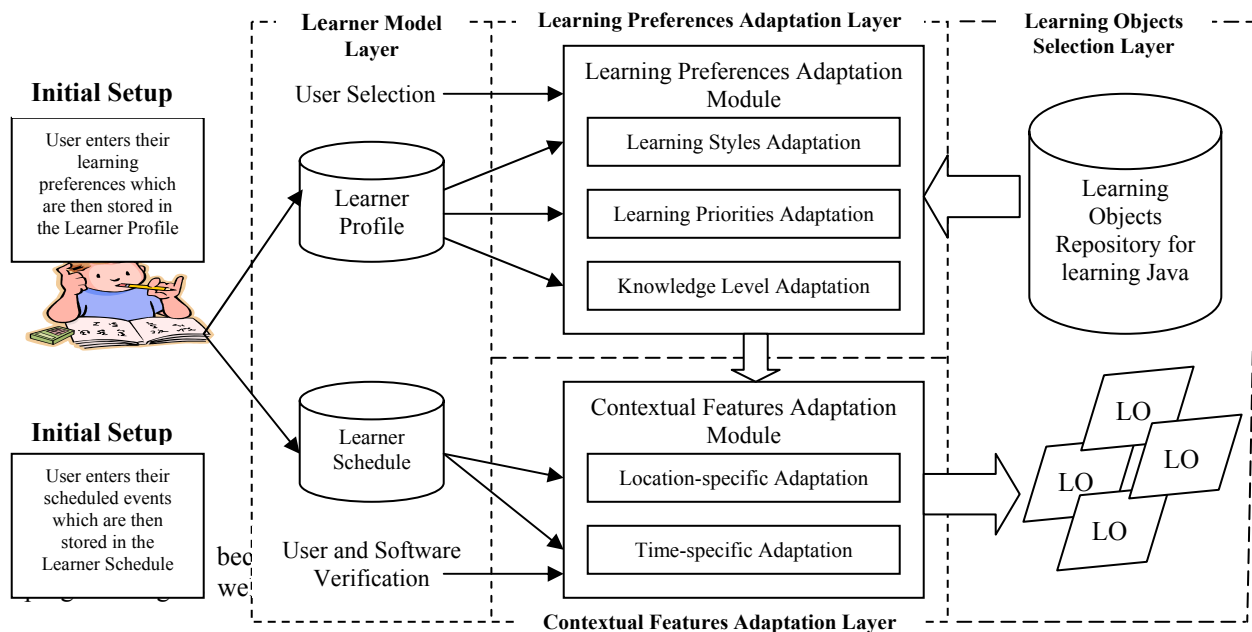 Learner Model
Layer
Learning Preferences Adaptation Layer
Learning Objects
Selection Layer
Initial Setup
User enters their
learning
preferences which
are then stored in
the Learner Profile
User Selection
Learner
Profile
Learning Preferences Adaptation
Module
Learning Styles Adaptation
Learning Priorities Adaptation
Knowledge Level Adaptation
Learning
Objects
Repository for
learning Java
Initial Setup
User enters their
scheduled events
which are then
stored in the
Learner Schedule
Learner
Schedule
User and Software
Verification
Contextual Features Adaptation
Module
Location-specific Adaptation
Time-specific Adaptation
LO
LO
LO
LO
bec
we
Contextual Features Adaptation Layer